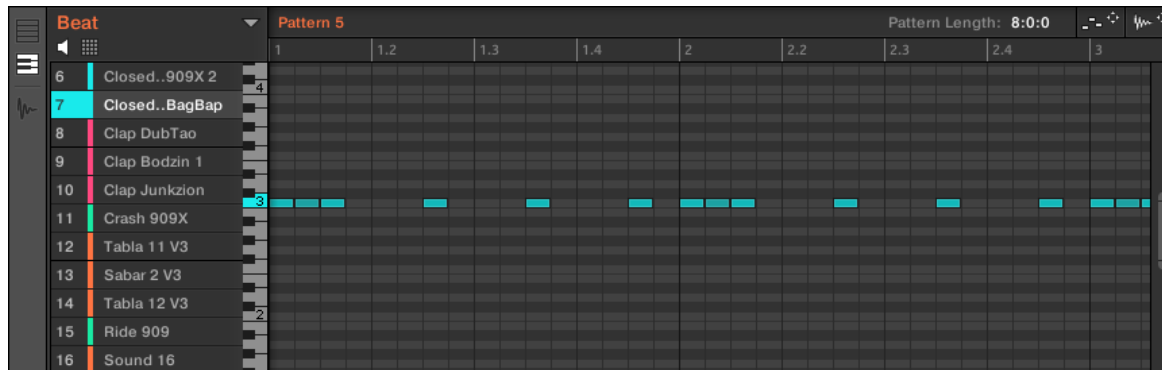 Beat
Pattern 5
Pattern Length: 8:0:0
1 1.2 1.3 1.4 2 2.2 2.3 2.4 3
6 Closed..909X 2
4
7 Closed..BagBap
8 Clap DubTao
9 Clap Bodzin 1
10 Clap Junkzion
3
11 Crash 909X
12 Tabla 11 V3
13 Sabar 2 V3
14 Tabla 12 V3
2
15 Ride 909
16 Sound 16